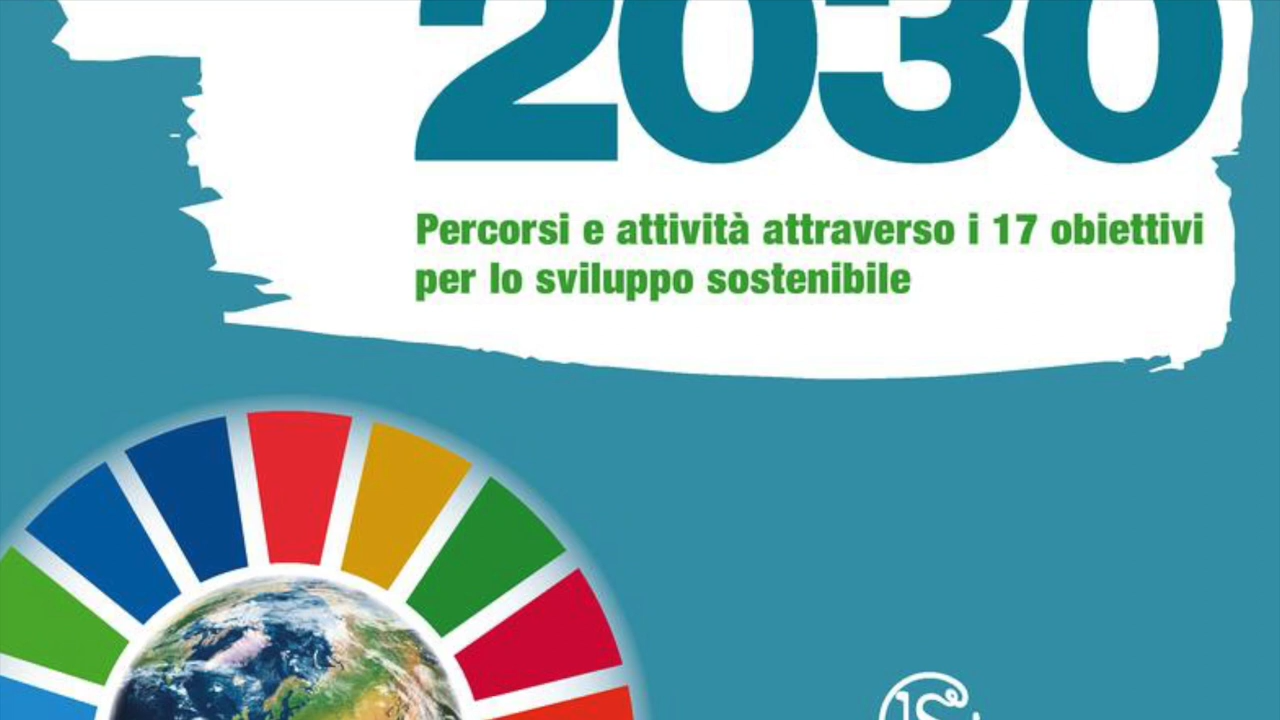 2030
Percorsi e attività attraverso i 17 obiettivi
per lo sviluppo sostenibile